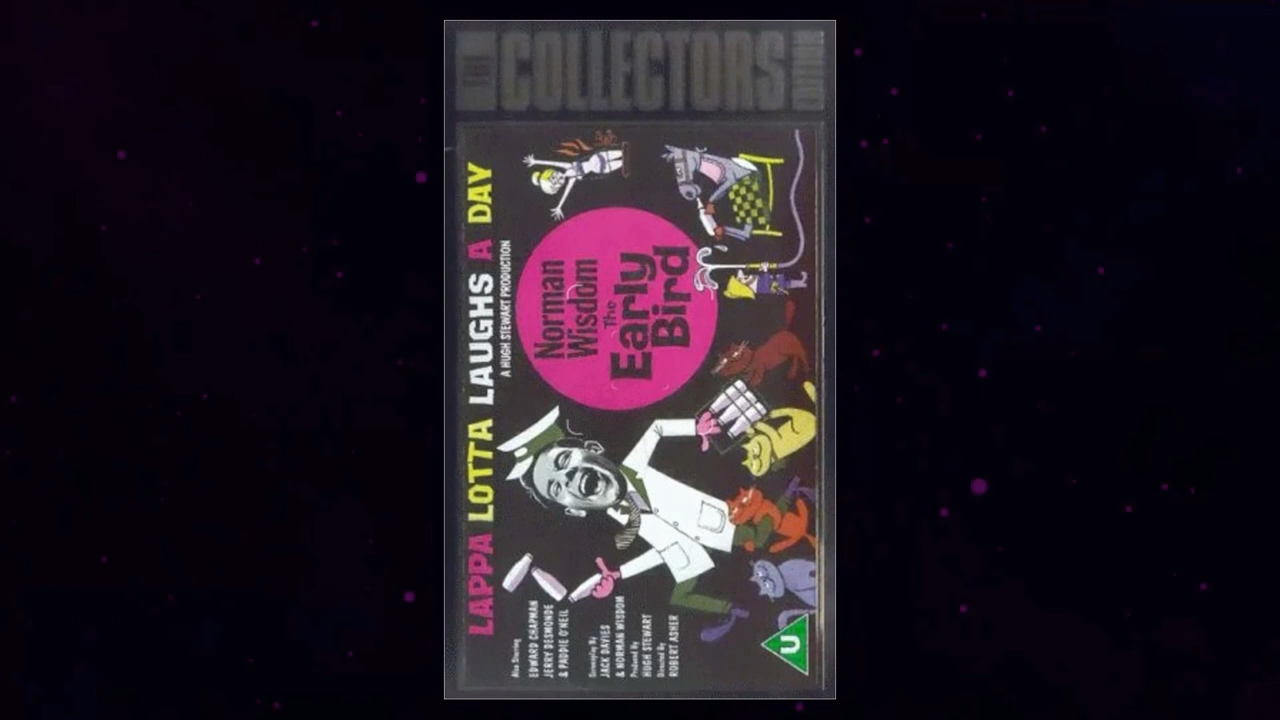 COLLECTORS
EDITION
LAPPA LOTTA LAUGHS A DAY
A HUGH STEWART PRODUCTION
Norman
Wisdom
The
Early
Bird
Also Starring
EDWARD CHAPMAN
JERRY DESMONDE
& PADDIE O'NEIL
Screenplay By
JACK DAVIES
& NORMAN WISDOM
Produced By
HUGH STEWART
Directed By
ROBERT ASHER
U